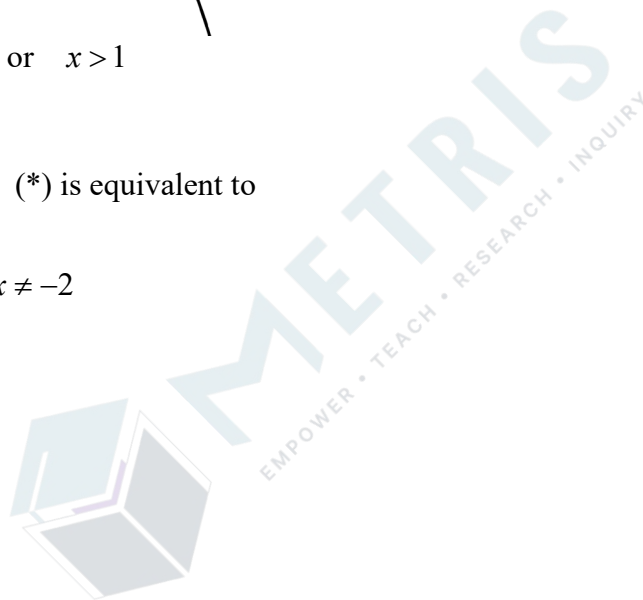 or x > 1
(*) is equivalent to
x ≠ −2
METRIS
EMPOWER • TEACH • RESEARCH • INQUIRY